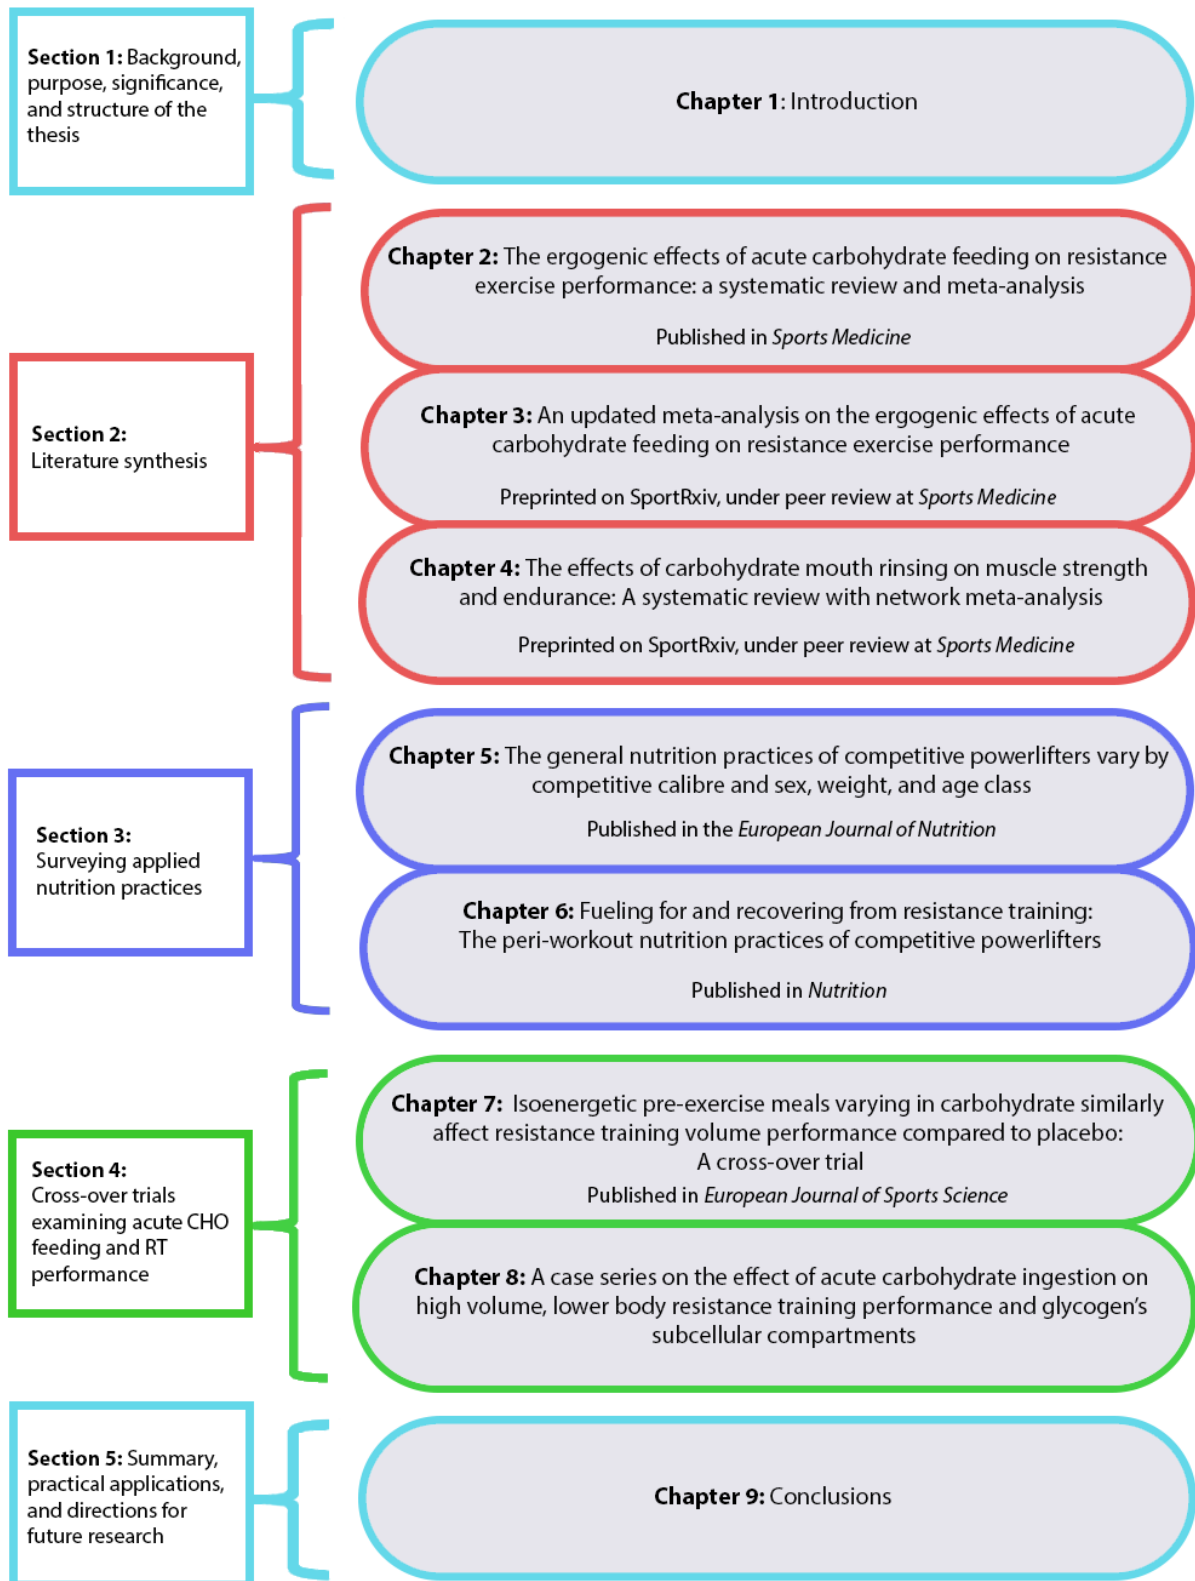 Section 1: Background,
purpose, significance,
and structure of the
thesis
Chapter 1: Introduction
Section 2:
Literature synthesis
Chapter 2: The ergogenic effects of acute carbohydrate feeding on resistance
exercise performance: a systematic review and meta-analysis
Published in Sports Medicine
Chapter 3: An updated meta-analysis on the ergogenic effects of acute
carbohydrate feeding on resistance exercise performance
Preprinted on SportRxiv, under peer review at Sports Medicine
Chapter 4: The effects of carbohydrate mouth rinsing on muscle strength
and endurance: A systematic review with network meta-analysis
Preprinted on SportRxiv, under peer review at Sports Medicine
Section 3:
Surveying applied
nutrition practices
Chapter 5: The general nutrition practices of competitive powerlifters vary by
competitive calibre and sex, weight, and age class
Published in the European Journal of Nutrition
Chapter 6: Fueling for and recovering from resistance training:
The peri-workout nutrition practices of competitive powerlifters
Published in Nutrition
Section 4:
Cross-over trials
examining acute CHO
feeding and RT
performance
Chapter 7: Isoenergetic pre-exercise meals varying in carbohydrate similarly
affect resistance training volume performance compared to placebo:
A cross-over trial
Published in European Journal of Sports Science
Chapter 8: A case series on the effect of acute carbohydrate ingestion on
high volume, lower body resistance training performance and glycogen's
subcellular compartments
Section 5: Summary,
practical applications,
and directions for
future research
Chapter 9: Conclusions